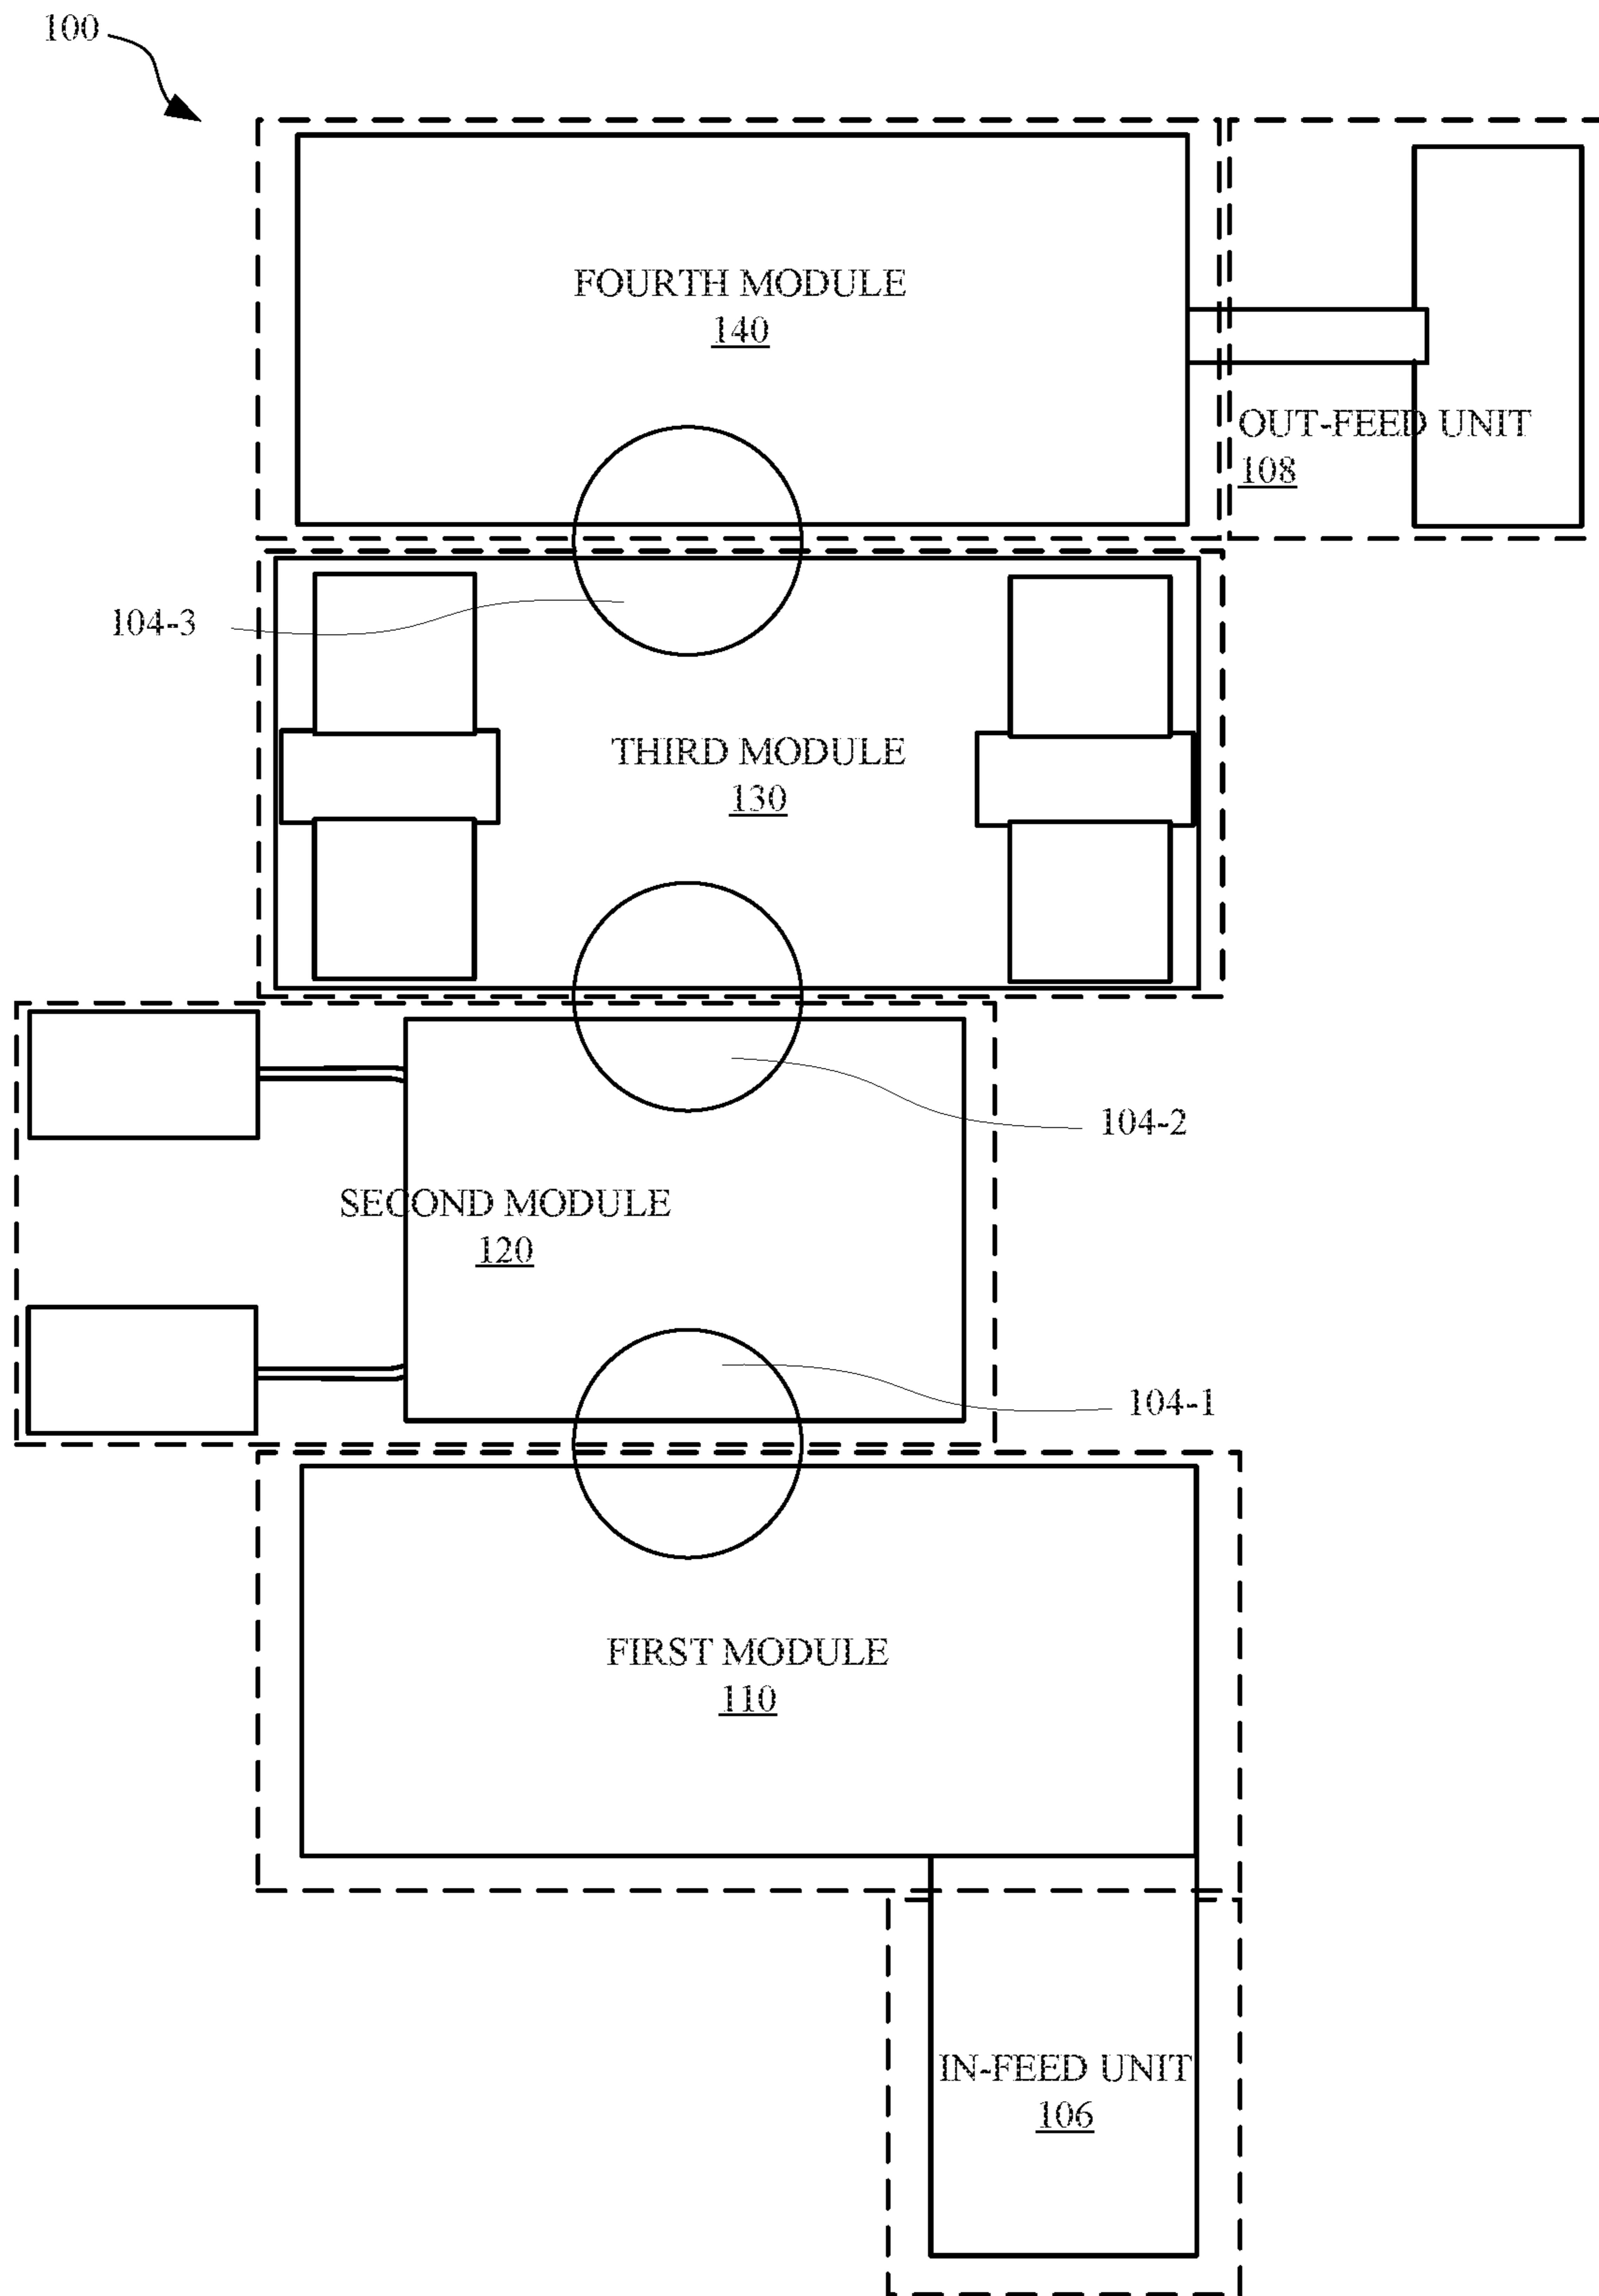 100
FOURTH MODULE
140
OUT-FEED UNIT
108
104-3
THIRD MODULE
130
104-2
SECOND MODULE
120
104-1
FIRST MODULE
110
IN-FEED UNIT
106